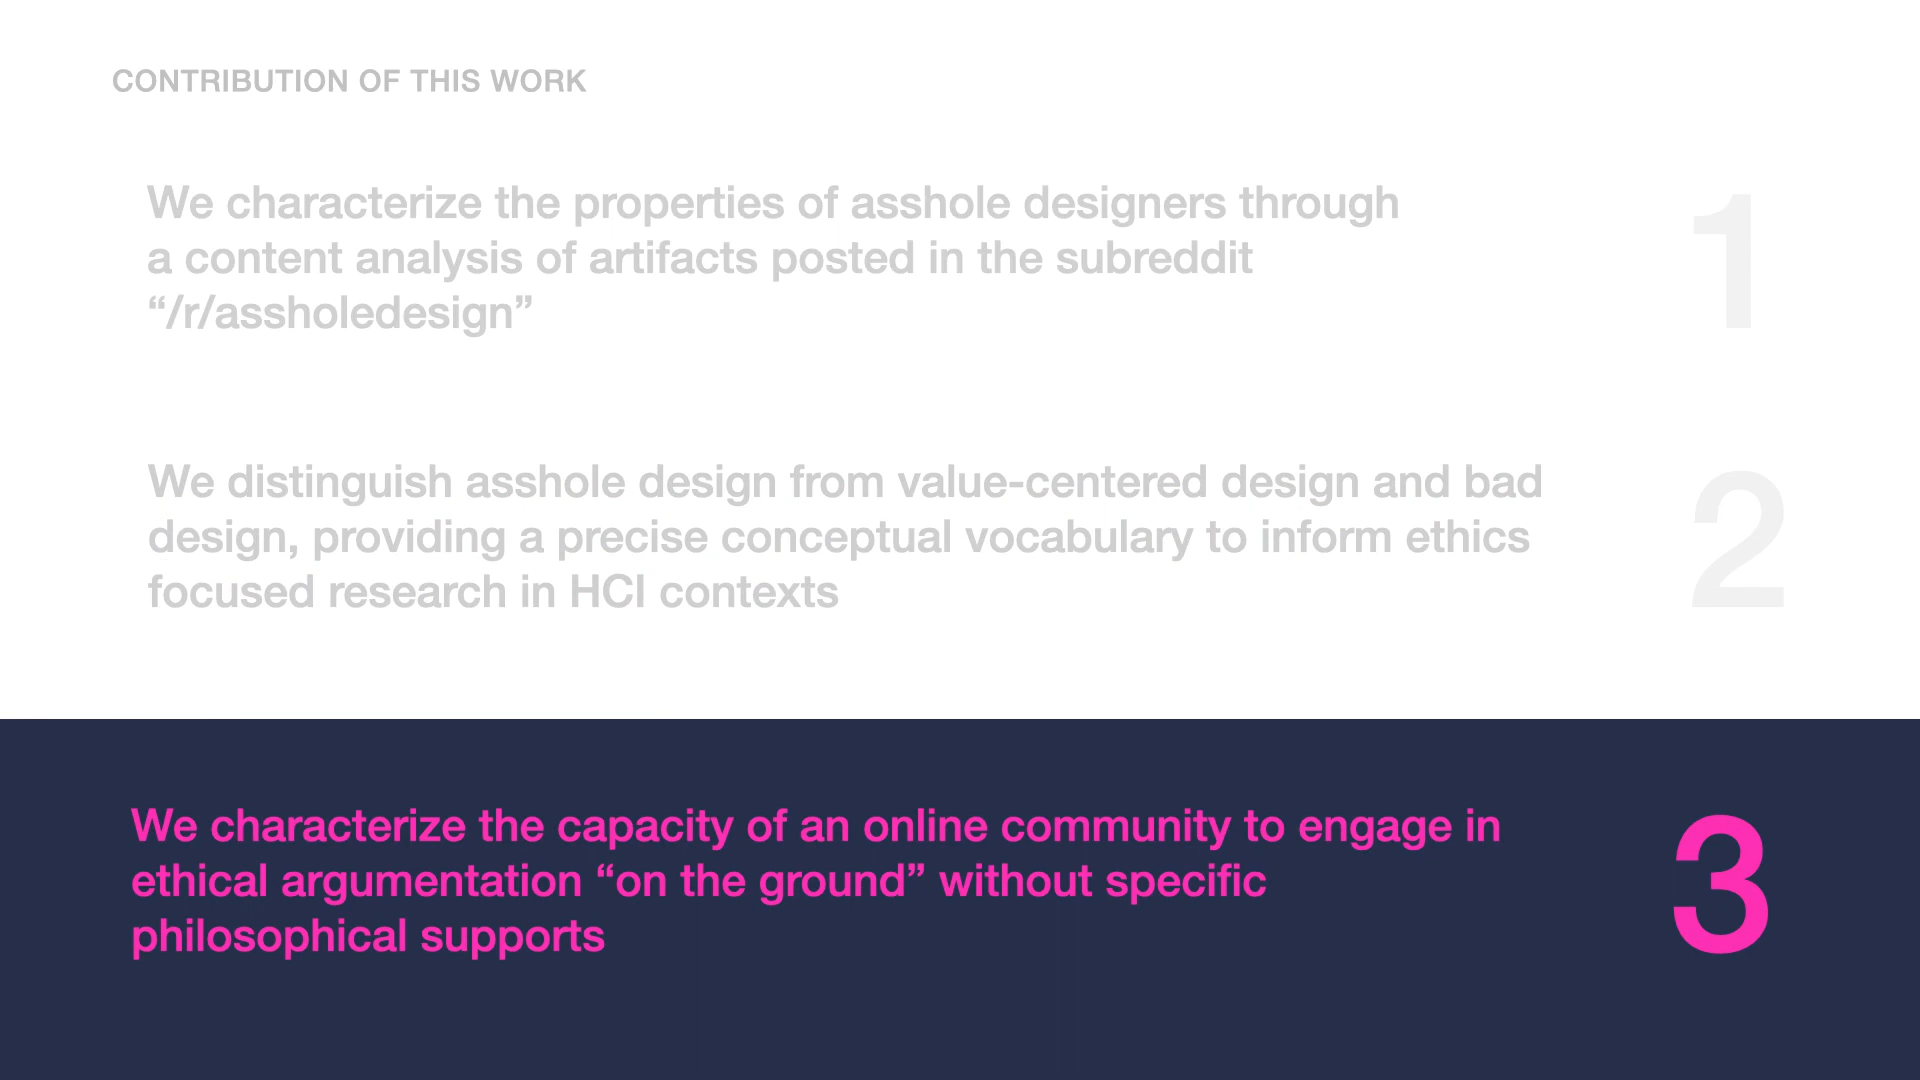 CONTRIBUTION OF THIS WORK
We characterize the properties of asshole designers through
a content analysis of artifacts posted in the subreddit
“/r/assholedesign”
1
We distinguish asshole design from value-centered design and bad
design, providing a precise conceptual vocabulary to inform ethics
focused research in HCI contexts
2
We characterize the capacity of an online community to engage in
ethical argumentation “on the ground” without specific
philosophical supports
3